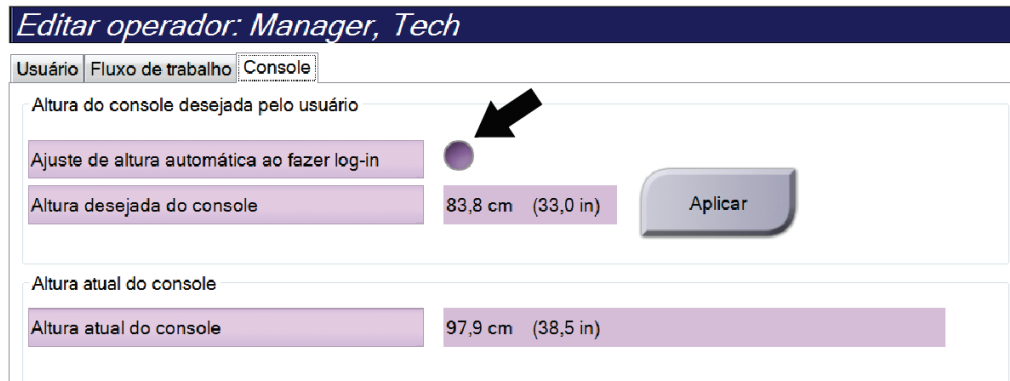 Editar operador: Manager, Tech
Usuário Fluxo de trabalho Console
Altura do console desejada pelo usuário
Ajuste de altura automática ao fazer log-in
Altura desejada do console 83,8 cm (33,0 in) Aplicar
Altura atual do console
Altura atual do console 97,9 cm (38,5 in)